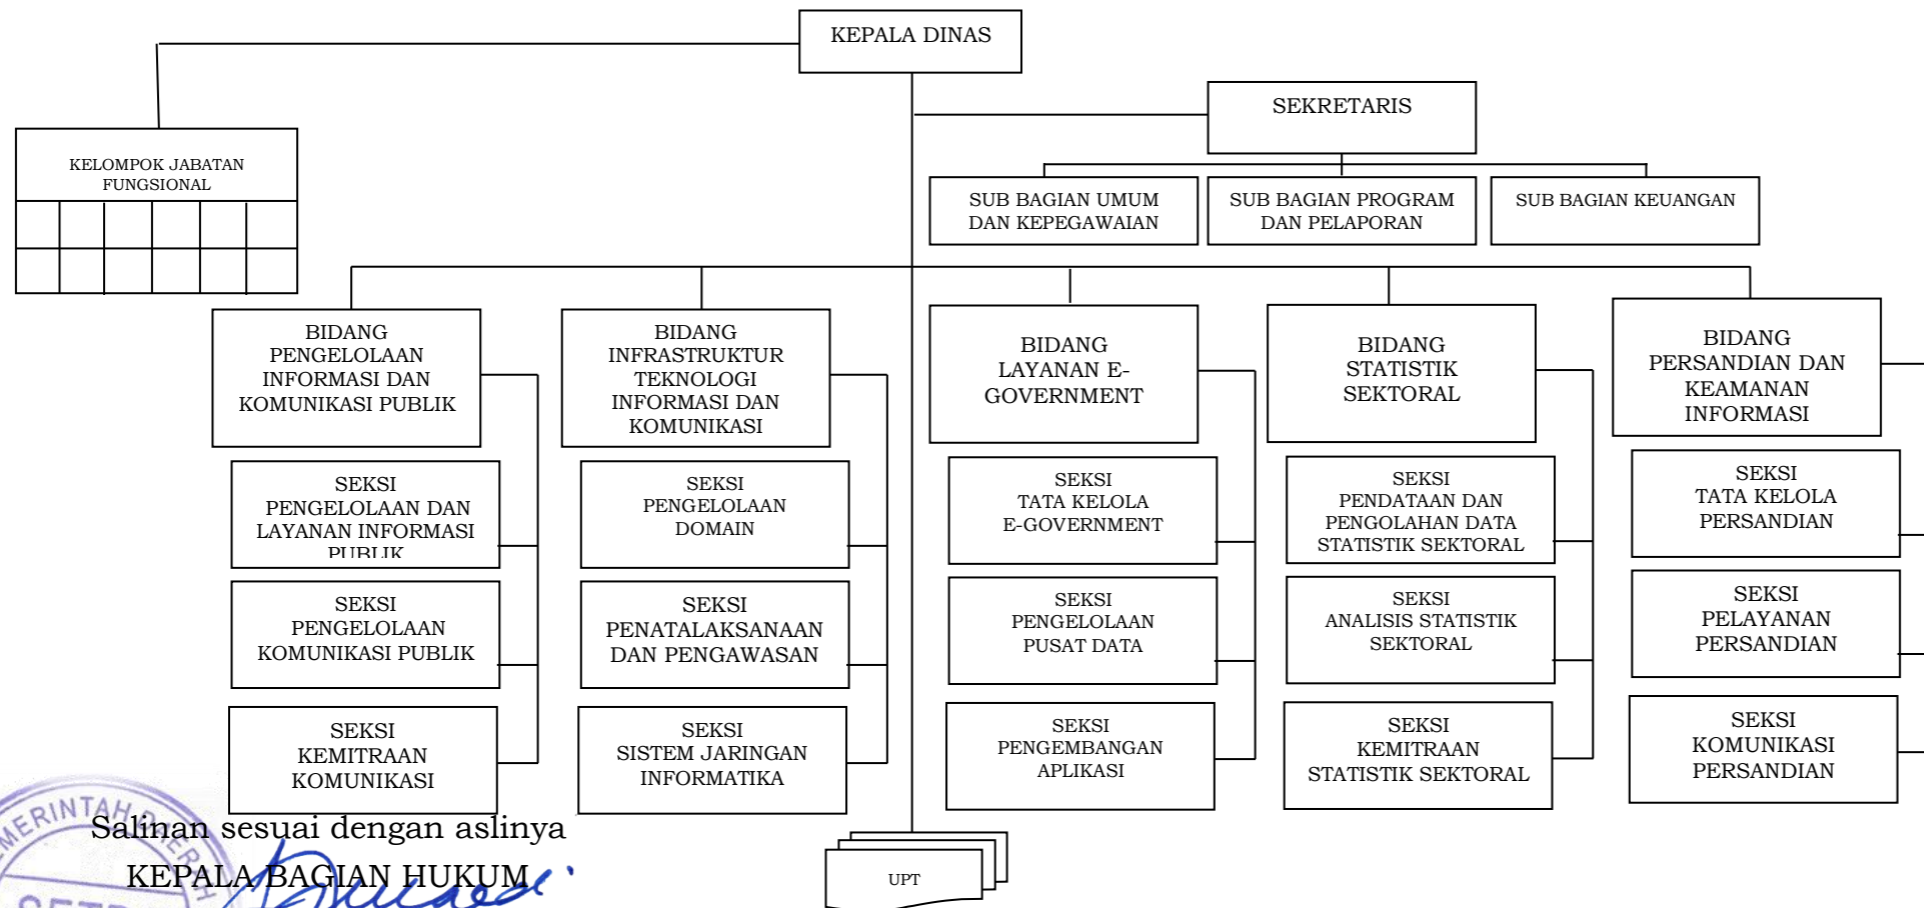 KEPALA DINAS
SEKRETARIS
KELOMPOK JABATAN
FUNGSIONAL
SUB BAGIAN UMUM
DAN KEPEGAWAIAN
SUB BAGIAN PROGRAM
DAN PELAPORAN
SUB BAGIAN KEUANGAN
BIDANG
PENGELOLAAN
INFORMASI DAN
KOMUNIKASI PUBLIK
BIDANG
INFRASTRUKTUR
TEKNOLOGI
INFORMASI DAN
KOMUNIKASI
BIDANG
LAYANAN E-
GOVERNMENT
BIDANG
STATISTIK
SEKTORAL
BIDANG
PERSANDIAN DAN
KEAMANAN
INFORMASI
SEKSI
PENGELOLAAN DAN
LAYANAN INFORMASI
PUBLIK
SEKSI
PENGELOLAAN
DOMAIN
SEKSI
TATA KELOLA
E-GOVERNMENT
SEKSI
PENDATAAN DAN
PENGOLAHAN DATA
STATISTIK SEKTORAL
SEKSI
TATA KELOLA
PERSANDIAN
SEKSI
PENGELOLAAN
KOMUNIKASI PUBLIK
SEKSI
PENATALAKSANAAN
DAN PENGAWASAN
SEKSI
PENGELOLAAN
PUSAT DATA
SEKSI
ANALISIS STATISTIK
SEKTORAL
SEKSI
PELAYANAN
PERSANDIAN
SEKSI
KEMITRAAN
KOMUNIKASI
SEKSI
SISTEM JARINGAN
INFORMATIKA
SEKSI
PENGEMBANGAN
APLIKASI
SEKSI
KEMITRAAN
STATISTIK SEKTORAL
SEKSI
KOMUNIKASI
PERSANDIAN
UPT
Salinan sesuai dengan aslinya
KEPALA BAGIAN HUKUM